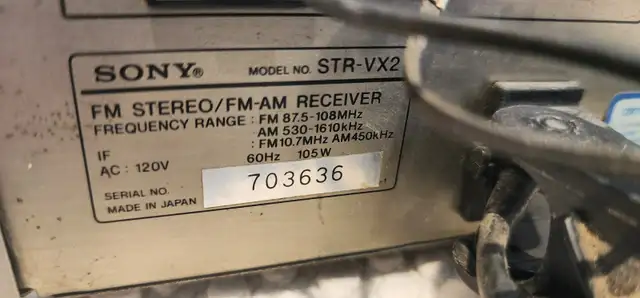 SONY® MODEL NO. STR-VX2
FM STEREO/FM-AM RECEIVER
FREQUENCY RANGE : FM 87.5-108MHz
AM 530-1610kHz
IF : FM10.7MHz AM450kHz
AC : 120V 60Hz 105W
SERIAL NO. 703636
MADE IN JAPAN